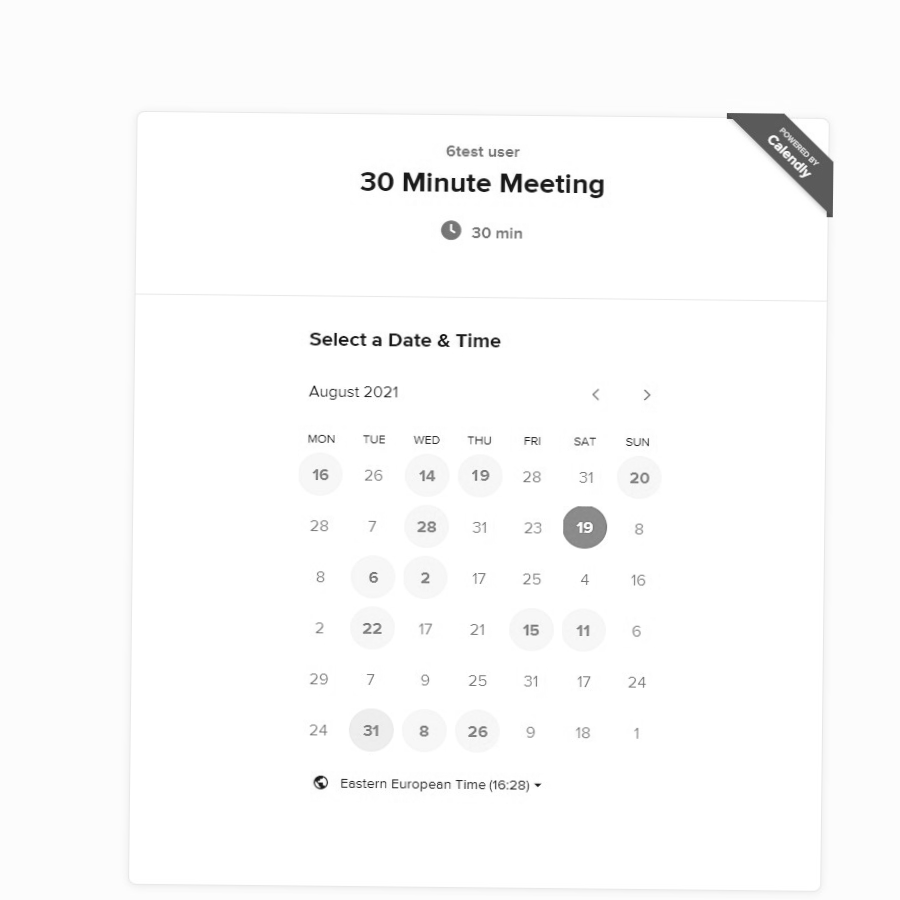 POWERED BY
Calendly
6test user
30 Minute Meeting
30 min
Select a Date & Time
August 2021
MON TUE WED THU FRI SAT SUN
16 26 14 19 28 31 20
28 7 28 31 23 19 8
8 6 2 17 25 4 16
2 22 17 21 15 11 6
29 7 9 25 31 17 24
24 31 8 26 9 18 1
Eastern European Time (16:28)